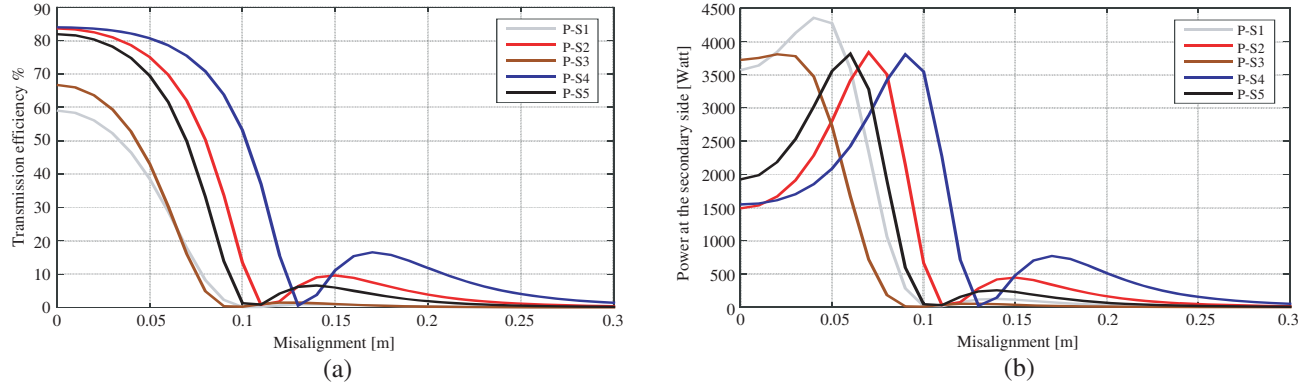 90
80
70
60
50
40
30
20
10
0
Transmission efficiency %
P-S1
P-S2
P-S3
P-S4
P-S5
0
0.05
0.1
0.15
0.2
0.25
0.3
Misalignment [m]
(a)
4500
4000
3500
3000
2500
2000
1500
1000
500
0
Power at the secondary side [Watt]
P-S1
P-S2
P-S3
P-S4
P-S5
0
0.05
0.1
0.15
0.2
0.25
0.3
Misalignment [m]
(b)